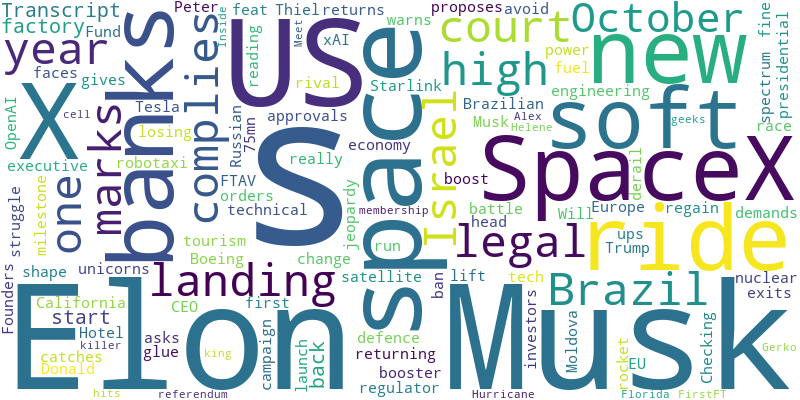 Transcript
factory
Fund
year
faces
gives
X
OpenAI
cell
Tesla
marks
losing
executive
robotaxi
one
struggle
milestone
unicorns
Founders
shape
California
start
Hotel
killer
catches
Donald
hits
banks
complies
Peter
Inside
feat
Thiel
returns
Meet
reading
xAI
rival
US
warns
Starlink
approvals
Russian
75mn
really
economy
S
FTAV
orders
technical
membership
tourism
Boeing
change
run
jeopardy
space
landing
satellite
CEO
first
asks
glue
king
referendum
campaign
launch
back
defence
returning
booster
regulator
Elon Musk
proposes
avoid
court
October
power
fuel
high
new
engineering
spectrum
fine
presidential
Brazilian
Alex
Musk
Helene
soft
geeks
race
Israel
boost
battle
SpaceX
derail
head
Will
Europe
regain
demands
legal
ride
ups
Trump
ban
lift
tech
nuclear
exits
Brazil
investors
Moldova
EU
rocket
Checking
Gerko
Hurricane
Florida
FirstFT